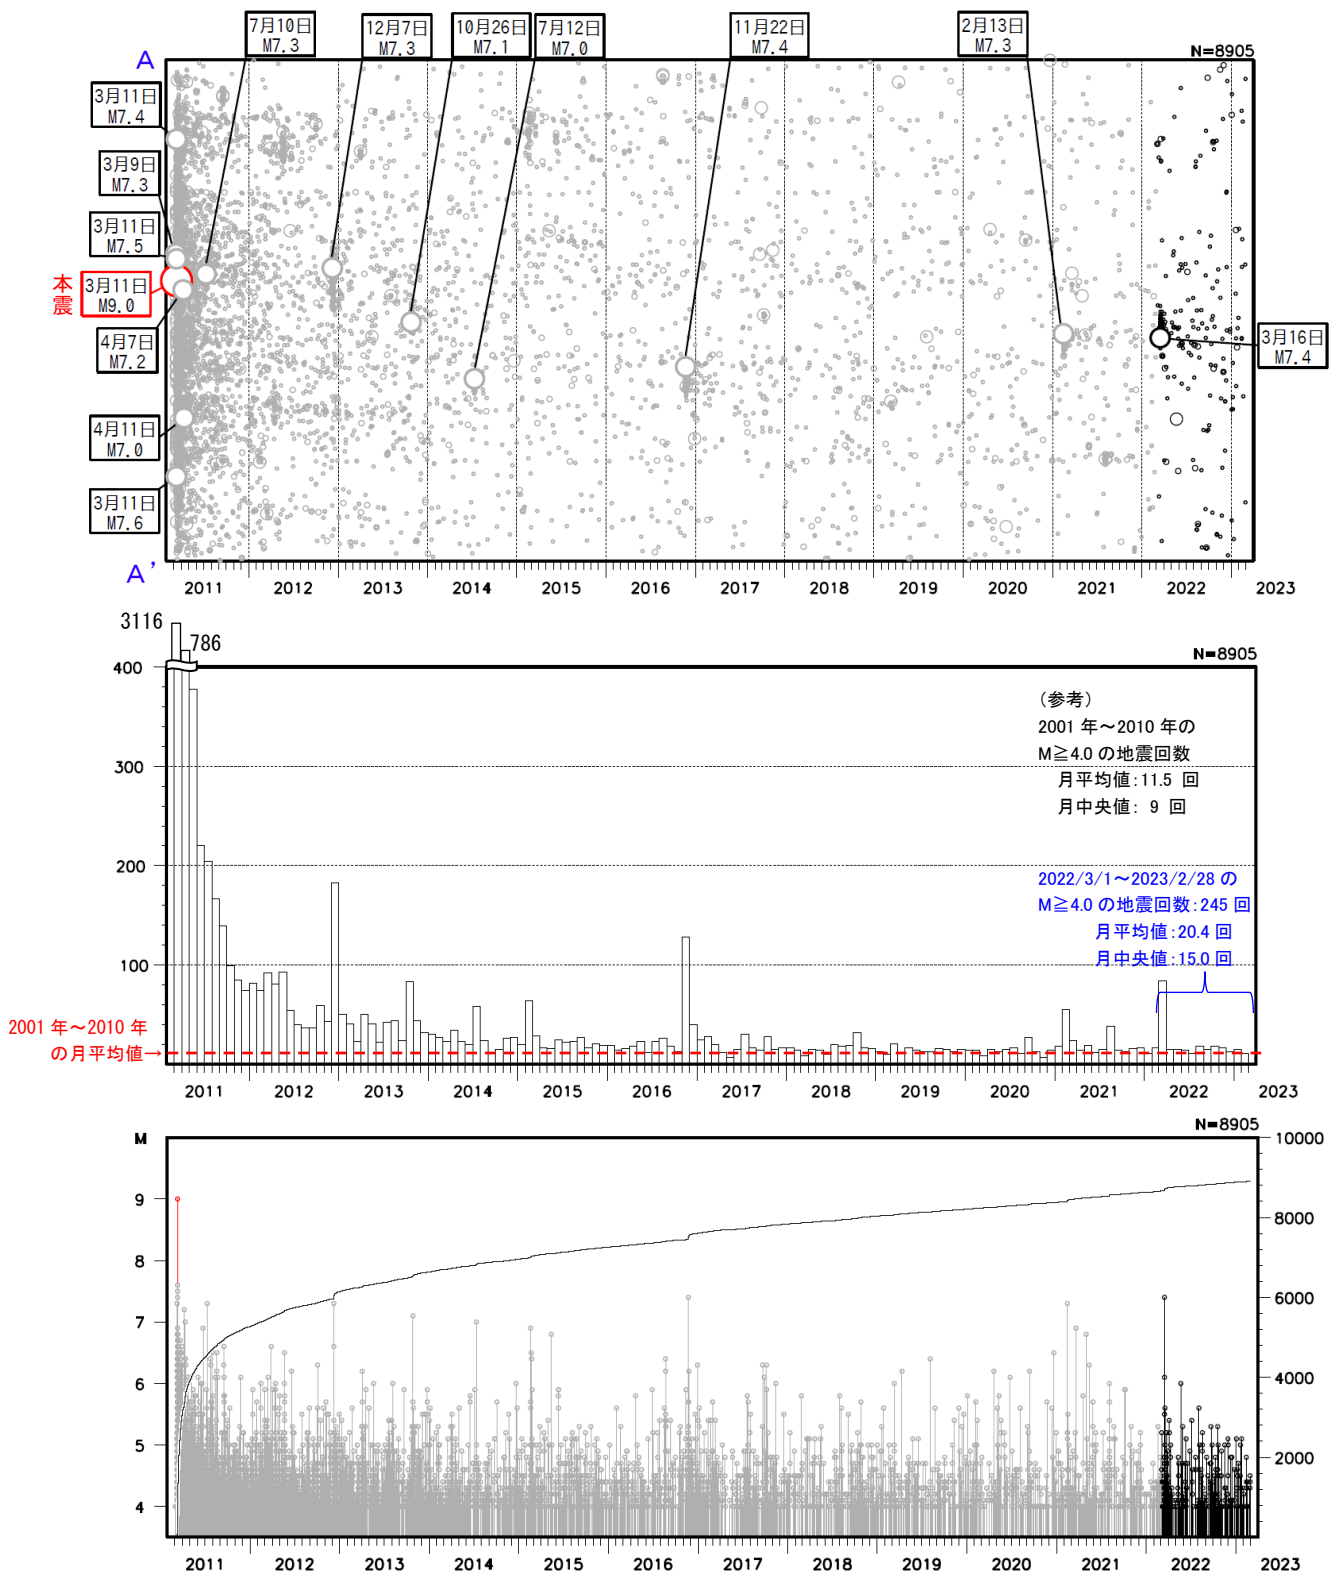 7月10日
M7.3
12月7日
M7.3
10月26日
M7.1
7月12日
M7.0
11月22日
M7.4
2月13日
M7.3
N=8905
A
3月11日
M7.4
3月9日
M7.3
3月11日
M7.5
本震
3月11日
M9.0
4月7日
M7.2
4月11日
M7.0
3月11日
M7.6
3月16日
M7.4
A'
2011 2012 2013 2014 2015 2016 2017 2018 2019 2020 2021 2022 2023
3116
786
N=8905
400
300
200
100
(参考)
2001 年～2010 年の
M≧4.0 の地震回数
月平均値:11.5 回
月中央値: 9 回
2022/3/1～2023/2/28 の
M≧4.0 の地震回数:245 回
月平均値:20.4 回
月中央値:15.0 回
2001 年～2010 年
の月平均値→
2011 2012 2013 2014 2015 2016 2017 2018 2019 2020 2021 2022 2023
N=8905
M
9
8
7
6
5
4
10000
8000
6000
4000
2000
2011 2012 2013 2014 2015 2016 2017 2018 2019 2020 2021 2022 2023